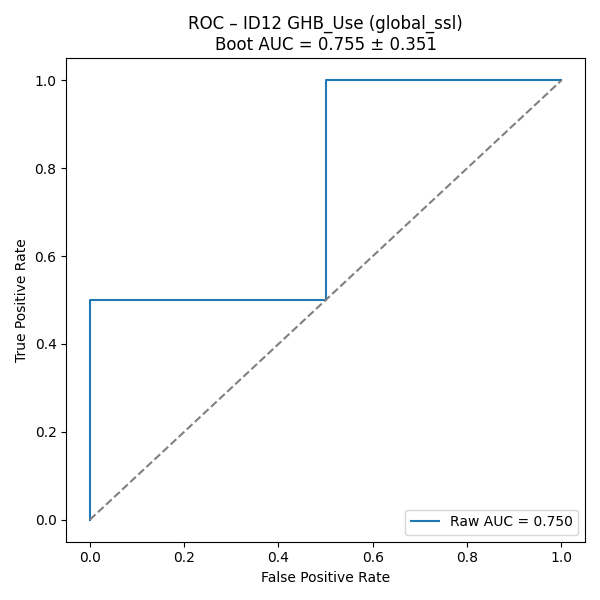 ROC – ID12 GHB_Use (global_ssl)
Boot AUC = 0.755 ± 0.351
True Positive Rate
1.0
0.8
0.6
0.4
0.2
0.0
Raw AUC = 0.750
0.0 0.2 0.4 0.6 0.8 1.0
False Positive Rate